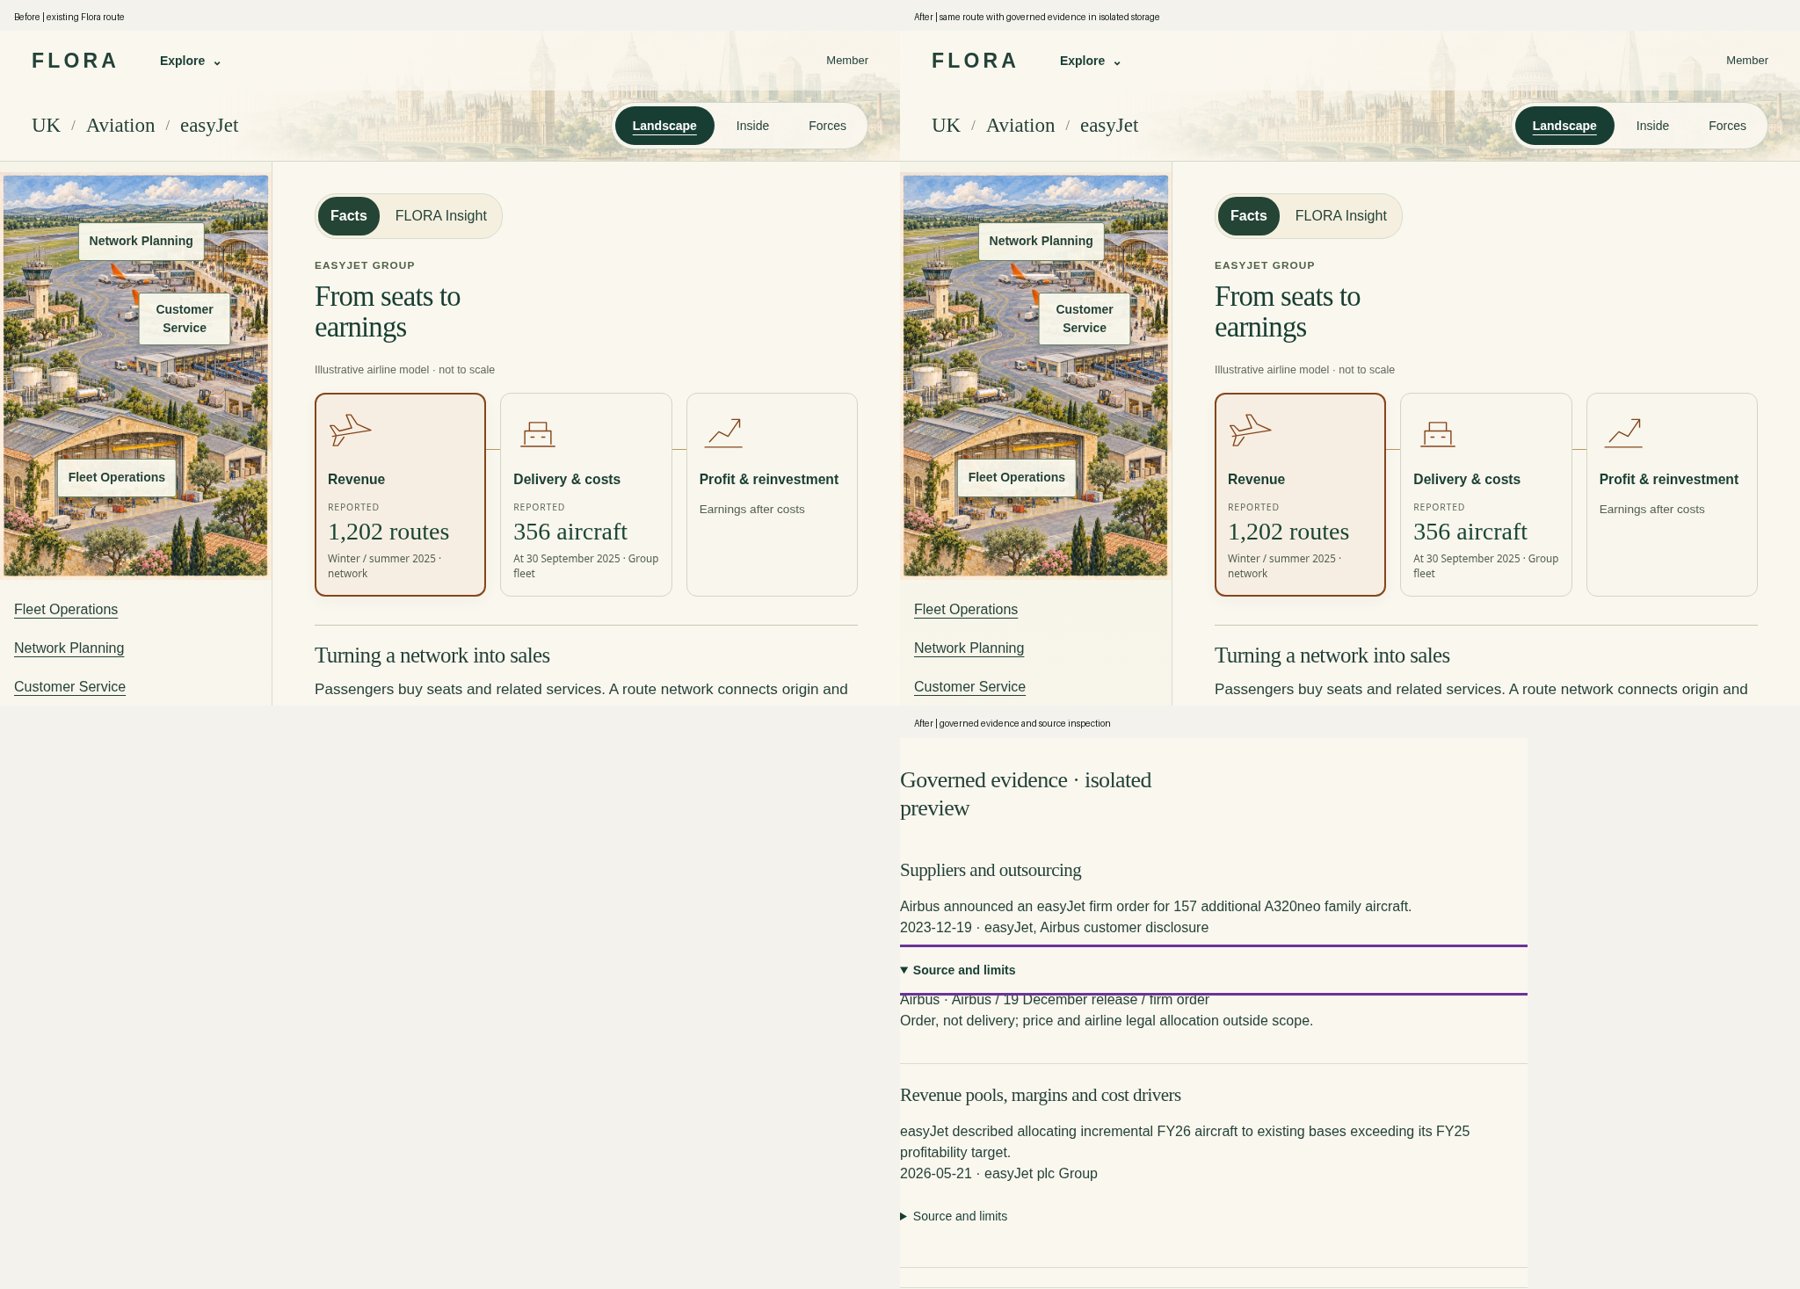 Before | existing Flora route
FLORA
Explore
Member
UK / Aviation / easyJet
Landscape
Inside
Forces
Network Planning
Customer
Service
Fleet Operations
Fleet Operations
Network Planning
Customer Service
Facts
FLORA Insight
EASYJET GROUP
From seats to
earnings
Illustrative airline model · not to scale
Revenue
REPORTED
1,202 routes
Winter / summer 2025 ·
network
Delivery & costs
REPORTED
356 aircraft
At 30 September 2025 · Group
fleet
Profit & reinvestment
Earnings after costs
Turning a network into sales
Passengers buy seats and related services. A route network connects origin and
After | same route with governed evidence in isolated storage
FLORA
Explore
Member
UK / Aviation / easyJet
Landscape
Inside
Forces
Network Planning
Customer
Service
Fleet Operations
Fleet Operations
Network Planning
Customer Service
Facts
FLORA Insight
EASYJET GROUP
From seats to
earnings
Illustrative airline model · not to scale
Revenue
REPORTED
1,202 routes
Winter / summer 2025 ·
network
Delivery & costs
REPORTED
356 aircraft
At 30 September 2025 · Group
fleet
Profit & reinvestment
Earnings after costs
Turning a network into sales
Passengers buy seats and related services. A route network connects origin and
After | governed evidence and source inspection
Governed evidence · isolated
preview
Suppliers and outsourcing
Airbus announced an easyJet firm order for 157 additional A320neo family aircraft.
2023-12-19 · easyJet, Airbus customer disclosure
▼ Source and limits
Airbus · Airbus / 19 December release / firm order
Order, not delivery; price and airline legal allocation outside scope.
Revenue pools, margins and cost drivers
easyJet described allocating incremental FY26 aircraft to existing bases exceeding its FY25
profitability target.
2026-05-21 · easyJet plc Group
▶ Source and limits